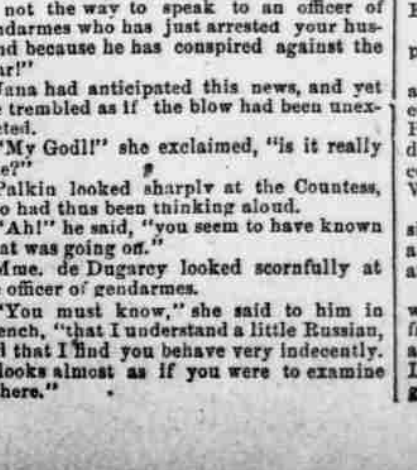 not the way to speak to an officer of
ndarmes who has just arrested your hus-
nd because he has conspired against the
ar!"
ana had anticipated this news, and yet
trembled as if the blow had been unex-
cted.
"My God!!" she exclaimed, "is it really
e?"
Palkin looked sharply at the Countess,
o had thus been thinking aloud.
"Ah!" he said, "you seem to have known
at was going on."
Mme. de Dugarcy looked scornfully at
officer of gendarmes.
"You must know," she said to him in
ench, "that I understand a little Russian,
d that I find you behave very indecently.
looks almost as if you were to examine
here."